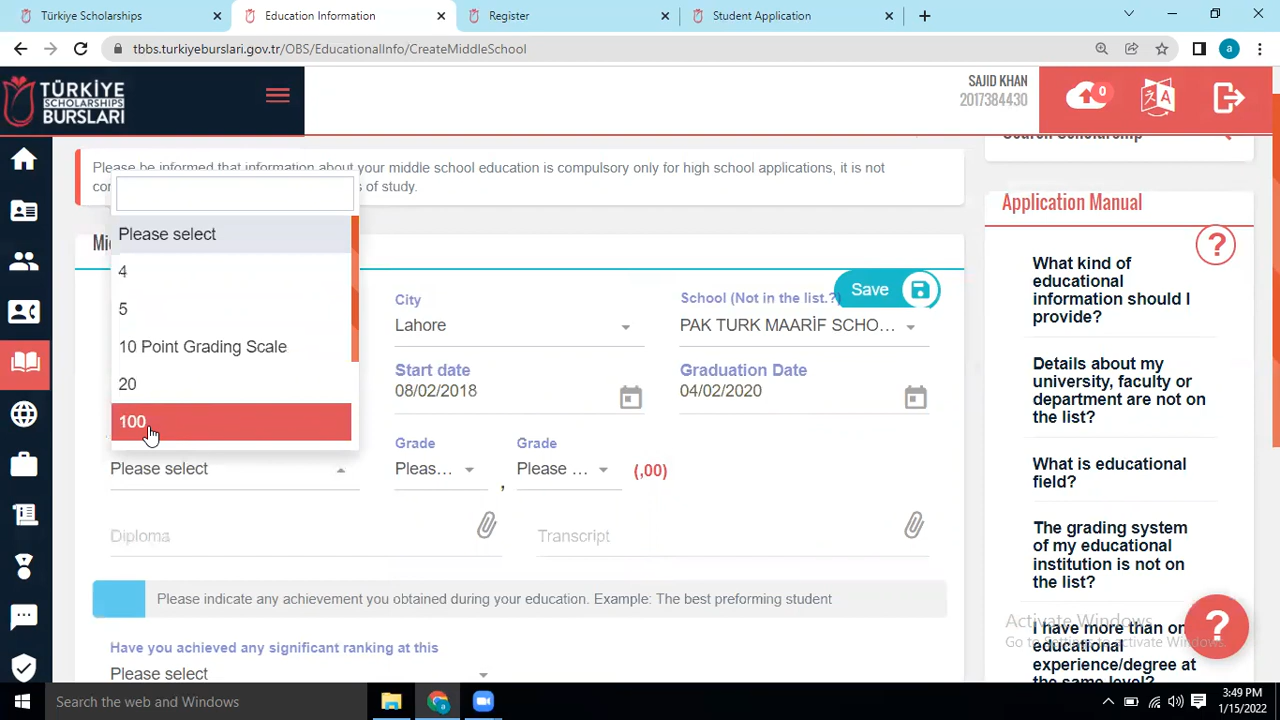 Türkiye Scholarships
Education Information
Register
Student Application
tbbs.turkiyeburslari.gov.tr/OBS/EducationalInfo/CreateMiddleSchool
a
TÜRKİYE
SCHOLARSHIPS
BURSLARI
SAJID KHAN
2017384430
0
A
Please be informed that information about your middle school education is compulsory only for high school applications, it is not
s of study.
Please select
4
5
10 Point Grading Scale
20
100
Please select
Save
City
Lahore
School (Not in the list.?)
PAK TURK MAARİF SCHO...
Start date
08/02/2018
Graduation Date
04/02/2020
Grade
Pleas...
,
Grade
Please ...
(,00)
Diploma
Transcript
Please indicate any achievement you obtained during your education. Example: The best preforming student
Have you achieved any significant ranking at this
Please select
Application Manual
?
What kind of
educational
information should I
provide?
Details about my
university, faculty or
department are not on
the list?
What is educational
field?
The grading system
of my educational
institution is not on
the list?
I have more than on
educational
experience/degree at
the same level?
Activate Windows
Go to Settings to activate Windows.
?
Search the web and Windows
3:49 PM
1/15/2022